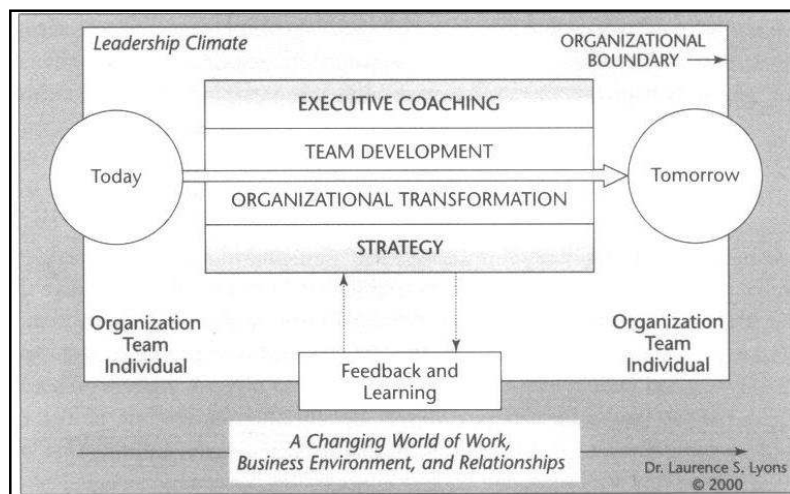 Leadership Climate
ORGANIZATIONAL
BOUNDARY
EXECUTIVE COACHING
TEAM DEVELOPMENT
Today
Tomorrow
ORGANIZATIONAL TRANSFORMATION
STRATEGY
Organization
Team
Individual
Organization
Team
Individual
Feedback and
Learning
A Changing World of Work,
Business Environment, and Relationships
Dr. Laurence S. Lyons
© 2000